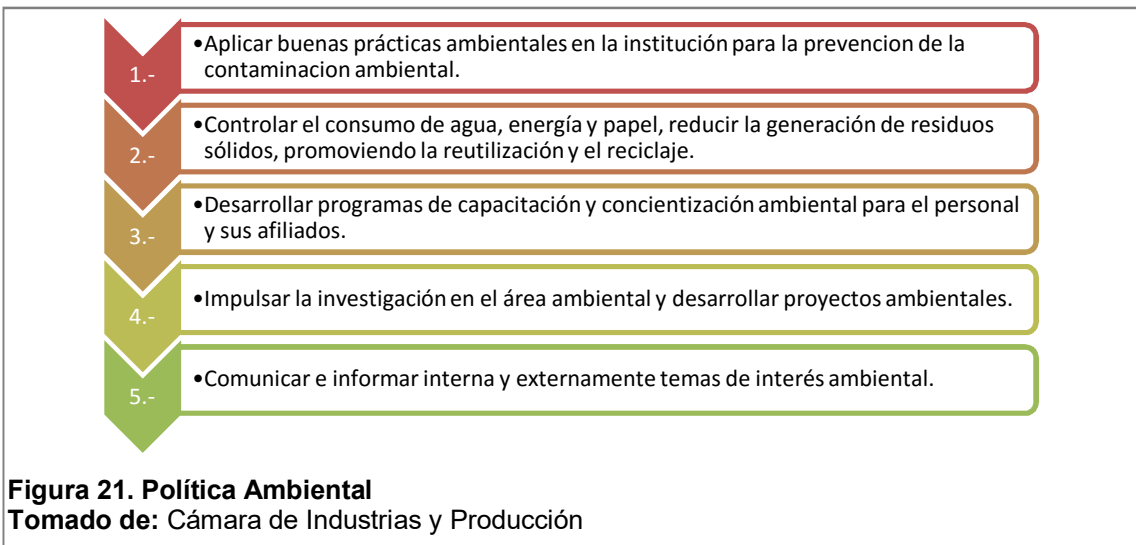 1.-
•Aplicar buenas prácticas ambientales en la institución para la prevencion de la
contaminacion ambiental.
2.-
•Controlar el consumo de agua, energía y papel, reducir la generación de residuos
sólidos, promoviendo la reutilización y el reciclaje.
3.-
•Desarrollar programas de capacitación y concientización ambiental para el personal
y sus afiliados.
4.-
•Impulsar la investigación en el área ambiental y desarrollar proyectos ambientales.
5.-
•Comunicar e informar interna y externamente temas de interés ambiental.
Figura 21. Política Ambiental
Tomado de: Cámara de Industrias y Producción